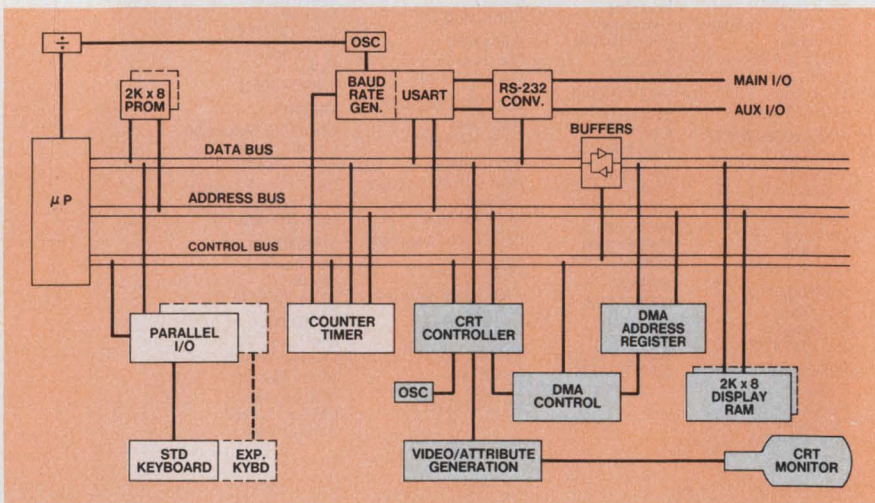 ÷
OSC
2K x 8
PROM
BAUD
RATE
GEN.
USART
RS-232
CONV.
MAIN I/O
AUX I/O
BUFFERS
DATA BUS
μ P
ADDRESS BUS
CONTROL BUS
PARALLEL
I/O
COUNTER
TIMER
CRT
CONTROLLER
DMA
ADDRESS
REGISTER
OSC
DMA
CONTROL
2K x 8
DISPLAY
RAM
STD
KEYBOARD
EXP.
KYBD
VIDEO/ATTRIBUTE
GENERATION
CRT
MONITOR